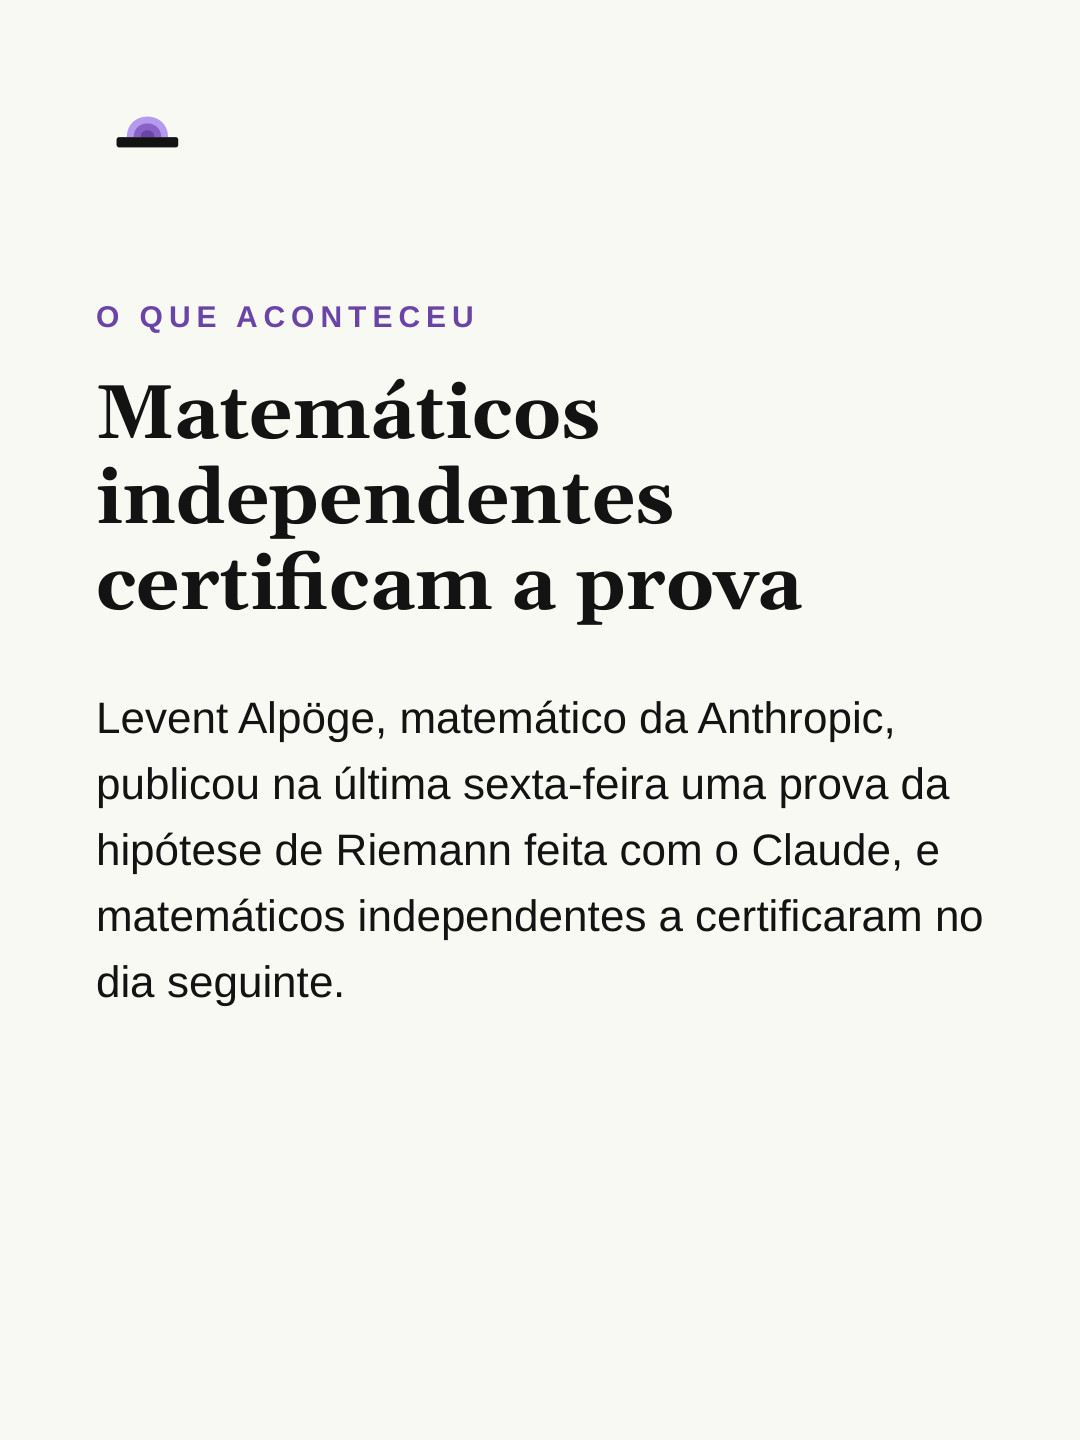 O QUE ACONTECEU
Matemáticos
independentes
certificam a prova
Levent Alpöge, matemático da Anthropic,
publicou na última sexta-feira uma prova da
hipótese de Riemann feita com o Claude, e
matemáticos independentes a certificaram no
dia seguinte.